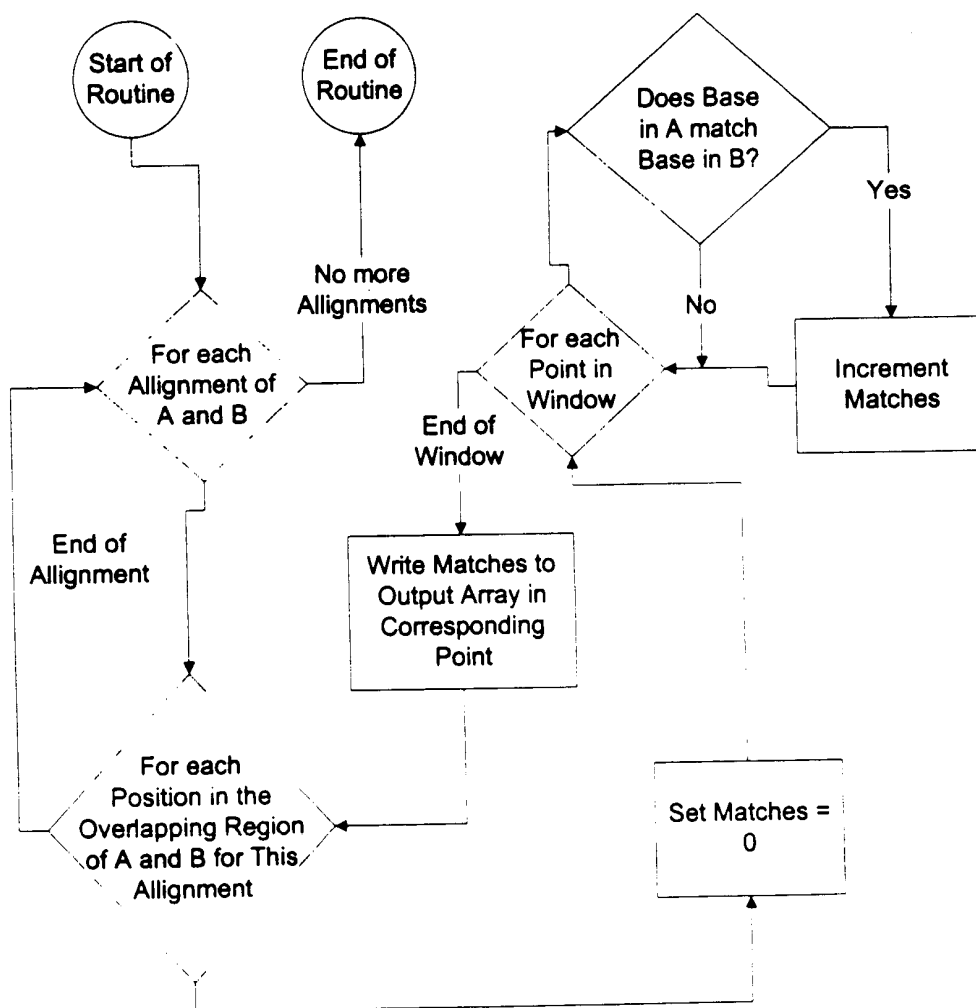 Start of
Routine
End of
Routine
Does Base
in A match
Base in B?
Yes
No more
Allignments
No
For each
Allignment of
A and B
For each
Point in
Window
Increment
Matches
End of
Window
End of
Allignment
Write Matches to
Output Array in
Corresponding
Point
For each
Position in the
Overlapping Region
of A and B for This
Allignment
Set Matches =
0